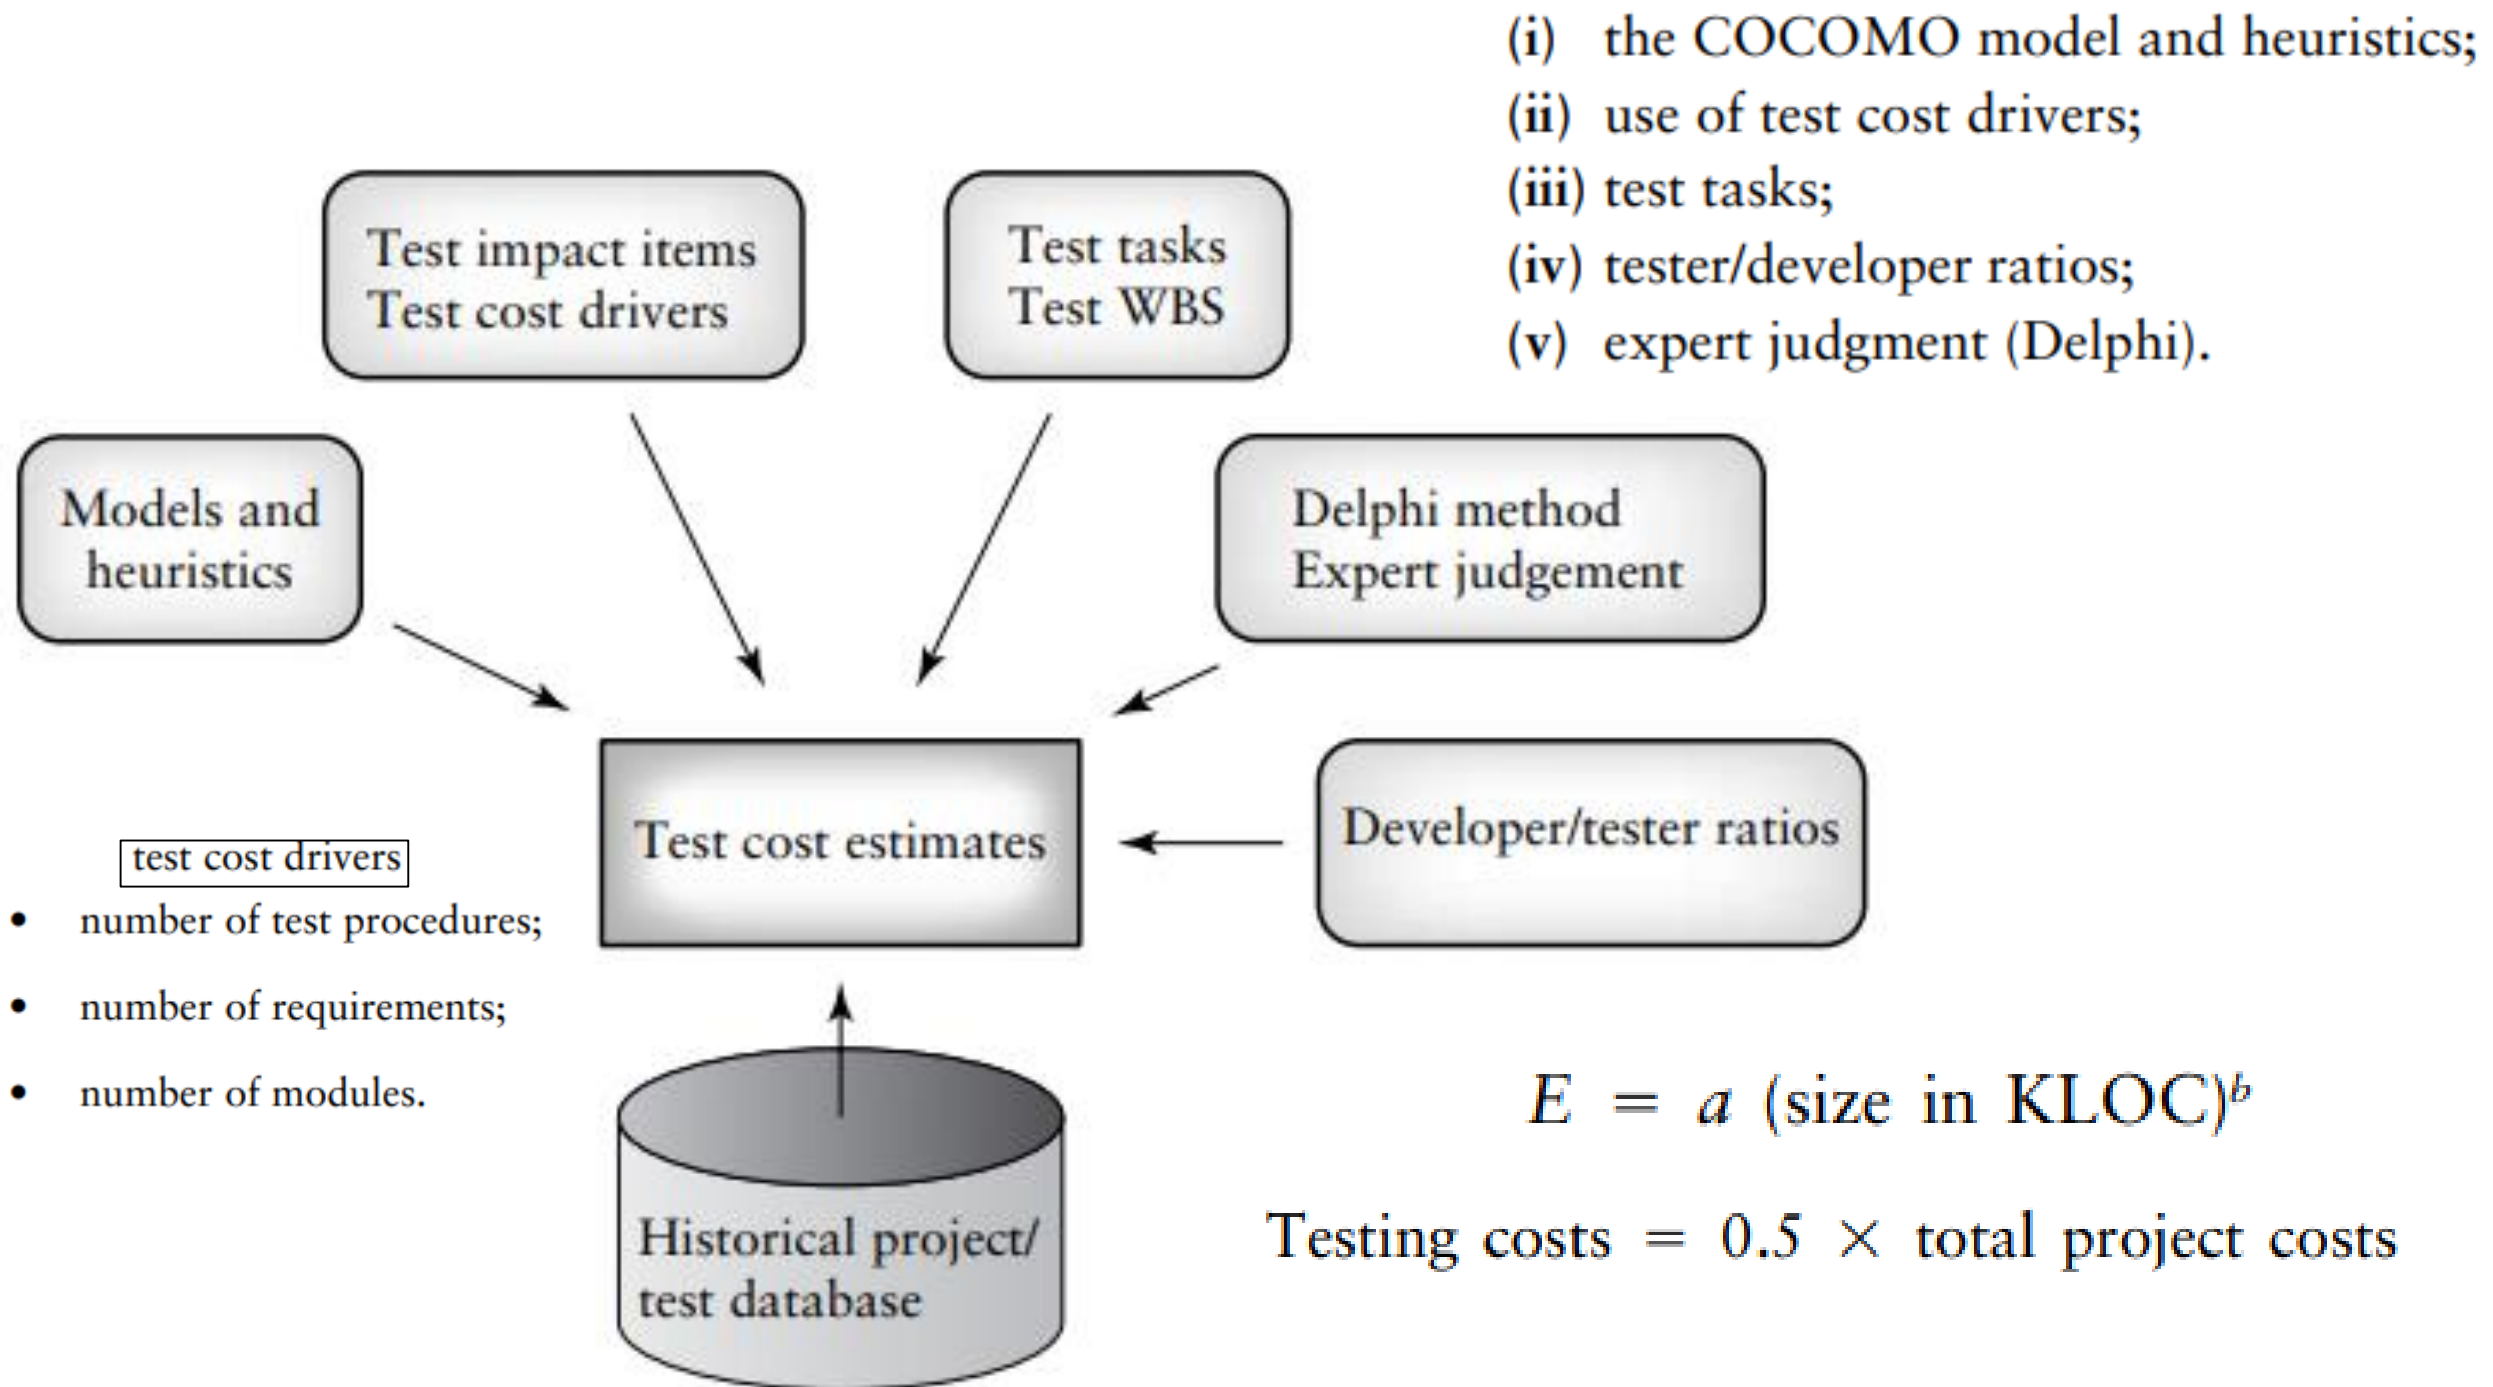 (i) the COCOMO model and heuristics;
(ii) use of test cost drivers;
(iii) test tasks;
(iv) tester/developer ratios;
(v) expert judgment (Delphi).
Test impact items
Test cost drivers
Test tasks
Test WBS
Models and
heuristics
Delphi method
Expert judgement
Test cost estimates
Developer/tester ratios
test cost drivers
• number of test procedures;
• number of requirements;
• number of modules.
Historical project/
test database
E = a (size in KLOC)ᵇ
Testing costs = 0.5 × total project costs